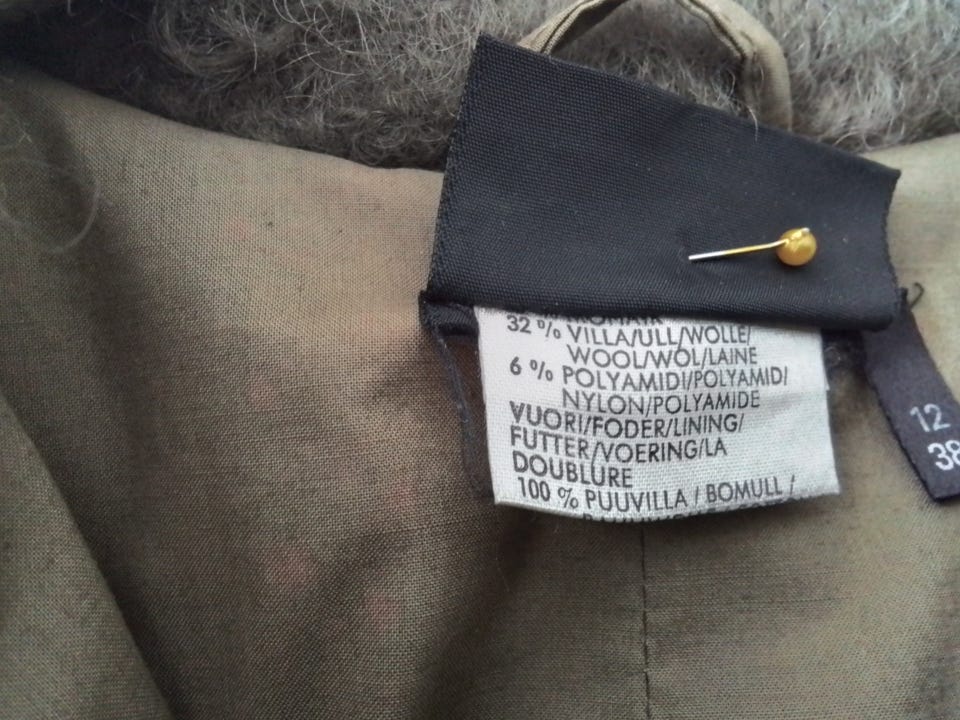 MOHAIR
32 % VILLA/ULL/WOLLE/
WOOL/WOL/LAINE
6 % POLYAMIDI/POLYAMID/
NYLON/POLYAMIDE
VUORI/FODER/LINING/
FUTTER/VOERING/LA
DOUBLURE
100 % PUUVILLA / BOMULL /
12
38